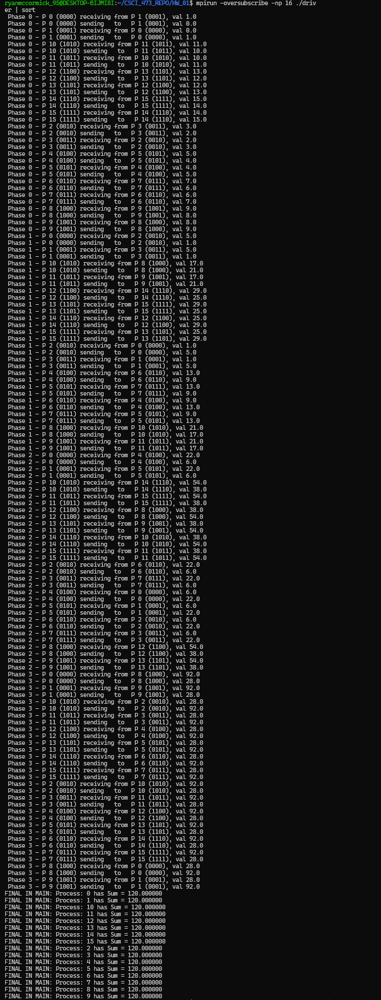 ryanmccormick_95@DESKTOP-BIJMI8I:~/CSCI_473_REPO/HW_01$ mpirun -oversubscribe -np 16 ./driv
er | sort
Phase 0 - P 0 (0000) receiving from P 1 (0001), val 1.0
Phase 0 - P 0 (0000) sending   to   P 1 (0001), val 0.0
Phase 0 - P 1 (0001) receiving from P 0 (0000), val 0.0
Phase 0 - P 1 (0001) sending   to   P 0 (0000), val 1.0
Phase 0 - P 10 (1010) receiving from P 11 (1011), val 11.0
Phase 0 - P 10 (1010) sending   to   P 11 (1011), val 10.0
Phase 0 - P 11 (1011) receiving from P 10 (1010), val 10.0
Phase 0 - P 11 (1011) sending   to   P 10 (1010), val 11.0
Phase 0 - P 12 (1100) receiving from P 13 (1101), val 13.0
Phase 0 - P 12 (1100) sending   to   P 13 (1101), val 12.0
Phase 0 - P 13 (1101) receiving from P 12 (1100), val 12.0
Phase 0 - P 13 (1101) sending   to   P 12 (1100), val 13.0
Phase 0 - P 14 (1110) receiving from P 15 (1111), val 15.0
Phase 0 - P 14 (1110) sending   to   P 15 (1111), val 14.0
Phase 0 - P 15 (1111) receiving from P 14 (1110), val 14.0
Phase 0 - P 15 (1111) sending   to   P 14 (1110), val 15.0
Phase 0 - P 2 (0010) receiving from P 3 (0011), val 3.0
Phase 0 - P 2 (0010) sending   to   P 3 (0011), val 2.0
Phase 0 - P 3 (0011) receiving from P 2 (0010), val 2.0
Phase 0 - P 3 (0011) sending   to   P 2 (0010), val 3.0
Phase 0 - P 4 (0100) receiving from P 5 (0101), val 5.0
Phase 0 - P 4 (0100) sending   to   P 5 (0101), val 4.0
Phase 0 - P 5 (0101) receiving from P 4 (0100), val 4.0
Phase 0 - P 5 (0101) sending   to   P 4 (0100), val 5.0
Phase 0 - P 6 (0110) receiving from P 7 (0111), val 7.0
Phase 0 - P 6 (0110) sending   to   P 7 (0111), val 6.0
Phase 0 - P 7 (0111) receiving from P 6 (0110), val 6.0
Phase 0 - P 7 (0111) sending   to   P 6 (0110), val 7.0
Phase 0 - P 8 (1000) receiving from P 9 (1001), val 9.0
Phase 0 - P 8 (1000) sending   to   P 9 (1001), val 8.0
Phase 0 - P 9 (1001) receiving from P 8 (1000), val 8.0
Phase 0 - P 9 (1001) sending   to   P 8 (1000), val 9.0
Phase 1 - P 0 (0000) receiving from P 2 (0010), val 5.0
Phase 1 - P 0 (0000) sending   to   P 2 (0010), val 1.0
Phase 1 - P 1 (0001) receiving from P 3 (0011), val 5.0
Phase 1 - P 1 (0001) sending   to   P 3 (0011), val 1.0
Phase 1 - P 10 (1010) receiving from P 8 (1000), val 17.0
Phase 1 - P 10 (1010) sending   to   P 8 (1000), val 21.0
Phase 1 - P 11 (1011) receiving from P 9 (1001), val 17.0
Phase 1 - P 11 (1011) sending   to   P 9 (1001), val 21.0
Phase 1 - P 12 (1100) receiving from P 14 (1110), val 29.0
Phase 1 - P 12 (1100) sending   to   P 14 (1110), val 25.0
Phase 1 - P 13 (1101) receiving from P 15 (1111), val 29.0
Phase 1 - P 13 (1101) sending   to   P 15 (1111), val 25.0
Phase 1 - P 14 (1110) receiving from P 12 (1100), val 25.0
Phase 1 - P 14 (1110) sending   to   P 12 (1100), val 29.0
Phase 1 - P 15 (1111) receiving from P 13 (1101), val 25.0
Phase 1 - P 15 (1111) sending   to   P 13 (1101), val 29.0
Phase 1 - P 2 (0010) receiving from P 0 (0000), val 1.0
Phase 1 - P 2 (0010) sending   to   P 0 (0000), val 5.0
Phase 1 - P 3 (0011) receiving from P 1 (0001), val 1.0
Phase 1 - P 3 (0011) sending   to   P 1 (0001), val 5.0
Phase 1 - P 4 (0100) receiving from P 6 (0110), val 13.0
Phase 1 - P 4 (0100) sending   to   P 6 (0110), val 9.0
Phase 1 - P 5 (0101) receiving from P 7 (0111), val 13.0
Phase 1 - P 5 (0101) sending   to   P 7 (0111), val 9.0
Phase 1 - P 6 (0110) receiving from P 4 (0100), val 9.0
Phase 1 - P 6 (0110) sending   to   P 4 (0100), val 13.0
Phase 1 - P 7 (0111) receiving from P 5 (0101), val 9.0
Phase 1 - P 7 (0111) sending   to   P 5 (0101), val 13.0
Phase 1 - P 8 (1000) receiving from P 10 (1010), val 21.0
Phase 1 - P 8 (1000) sending   to   P 10 (1010), val 17.0
Phase 1 - P 9 (1001) receiving from P 11 (1011), val 21.0
Phase 1 - P 9 (1001) sending   to   P 11 (1011), val 17.0
Phase 2 - P 0 (0000) receiving from P 4 (0100), val 22.0
Phase 2 - P 0 (0000) sending   to   P 4 (0100), val 6.0
Phase 2 - P 1 (0001) receiving from P 5 (0101), val 22.0
Phase 2 - P 1 (0001) sending   to   P 5 (0101), val 6.0
Phase 2 - P 10 (1010) receiving from P 14 (1110), val 54.0
Phase 2 - P 10 (1010) sending   to   P 14 (1110), val 38.0
Phase 2 - P 11 (1011) receiving from P 15 (1111), val 54.0
Phase 2 - P 11 (1011) sending   to   P 15 (1111), val 38.0
Phase 2 - P 12 (1100) receiving from P 8 (1000), val 38.0
Phase 2 - P 12 (1100) sending   to   P 8 (1000), val 54.0
Phase 2 - P 13 (1101) receiving from P 9 (1001), val 38.0
Phase 2 - P 13 (1101) sending   to   P 9 (1001), val 54.0
Phase 2 - P 14 (1110) receiving from P 10 (1010), val 38.0
Phase 2 - P 14 (1110) sending   to   P 10 (1010), val 54.0
Phase 2 - P 15 (1111) receiving from P 11 (1011), val 38.0
Phase 2 - P 15 (1111) sending   to   P 11 (1011), val 54.0
Phase 2 - P 2 (0010) receiving from P 6 (0110), val 22.0
Phase 2 - P 2 (0010) sending   to   P 6 (0110), val 6.0
Phase 2 - P 3 (0011) receiving from P 7 (0111), val 22.0
Phase 2 - P 3 (0011) sending   to   P 7 (0111), val 6.0
Phase 2 - P 4 (0100) receiving from P 0 (0000), val 6.0
Phase 2 - P 4 (0100) sending   to   P 0 (0000), val 22.0
Phase 2 - P 5 (0101) receiving from P 1 (0001), val 6.0
Phase 2 - P 5 (0101) sending   to   P 1 (0001), val 22.0
Phase 2 - P 6 (0110) receiving from P 2 (0010), val 6.0
Phase 2 - P 6 (0110) sending   to   P 2 (0010), val 22.0
Phase 2 - P 7 (0111) receiving from P 3 (0011), val 6.0
Phase 2 - P 7 (0111) sending   to   P 3 (0011), val 22.0
Phase 2 - P 8 (1000) receiving from P 12 (1100), val 54.0
Phase 2 - P 8 (1000) sending   to   P 12 (1100), val 38.0
Phase 2 - P 9 (1001) receiving from P 13 (1101), val 54.0
Phase 2 - P 9 (1001) sending   to   P 13 (1101), val 38.0
Phase 3 - P 0 (0000) receiving from P 8 (1000), val 92.0
Phase 3 - P 0 (0000) sending   to   P 8 (1000), val 28.0
Phase 3 - P 1 (0001) receiving from P 9 (1001), val 92.0
Phase 3 - P 1 (0001) sending   to   P 9 (1001), val 28.0
Phase 3 - P 10 (1010) receiving from P 2 (0010), val 28.0
Phase 3 - P 10 (1010) sending   to   P 2 (0010), val 92.0
Phase 3 - P 11 (1011) receiving from P 3 (0011), val 28.0
Phase 3 - P 11 (1011) sending   to   P 3 (0011), val 92.0
Phase 3 - P 12 (1100) receiving from P 4 (0100), val 28.0
Phase 3 - P 12 (1100) sending   to   P 4 (0100), val 92.0
Phase 3 - P 13 (1101) receiving from P 5 (0101), val 28.0
Phase 3 - P 13 (1101) sending   to   P 5 (0101), val 92.0
Phase 3 - P 14 (1110) receiving from P 6 (0110), val 28.0
Phase 3 - P 14 (1110) sending   to   P 6 (0110), val 92.0
Phase 3 - P 15 (1111) receiving from P 7 (0111), val 28.0
Phase 3 - P 15 (1111) sending   to   P 7 (0111), val 92.0
Phase 3 - P 2 (0010) receiving from P 10 (1010), val 92.0
Phase 3 - P 2 (0010) sending   to   P 10 (1010), val 28.0
Phase 3 - P 3 (0011) receiving from P 11 (1011), val 92.0
Phase 3 - P 3 (0011) sending   to   P 11 (1011), val 28.0
Phase 3 - P 4 (0100) receiving from P 12 (1100), val 92.0
Phase 3 - P 4 (0100) sending   to   P 12 (1100), val 28.0
Phase 3 - P 5 (0101) receiving from P 13 (1101), val 92.0
Phase 3 - P 5 (0101) sending   to   P 13 (1101), val 28.0
Phase 3 - P 6 (0110) receiving from P 14 (1110), val 92.0
Phase 3 - P 6 (0110) sending   to   P 14 (1110), val 28.0
Phase 3 - P 7 (0111) receiving from P 15 (1111), val 92.0
Phase 3 - P 7 (0111) sending   to   P 15 (1111), val 28.0
Phase 3 - P 8 (1000) receiving from P 0 (0000), val 28.0
Phase 3 - P 8 (1000) sending   to   P 0 (0000), val 92.0
Phase 3 - P 9 (1001) receiving from P 1 (0001), val 28.0
Phase 3 - P 9 (1001) sending   to   P 1 (0001), val 92.0
FINAL IN MAIN: Process: 0 has Sum = 120.000000
FINAL IN MAIN: Process: 1 has Sum = 120.000000
FINAL IN MAIN: Process: 10 has Sum = 120.000000
FINAL IN MAIN: Process: 11 has Sum = 120.000000
FINAL IN MAIN: Process: 12 has Sum = 120.000000
FINAL IN MAIN: Process: 13 has Sum = 120.000000
FINAL IN MAIN: Process: 14 has Sum = 120.000000
FINAL IN MAIN: Process: 15 has Sum = 120.000000
FINAL IN MAIN: Process: 2 has Sum = 120.000000
FINAL IN MAIN: Process: 3 has Sum = 120.000000
FINAL IN MAIN: Process: 4 has Sum = 120.000000
FINAL IN MAIN: Process: 5 has Sum = 120.000000
FINAL IN MAIN: Process: 6 has Sum = 120.000000
FINAL IN MAIN: Process: 7 has Sum = 120.000000
FINAL IN MAIN: Process: 8 has Sum = 120.000000
FINAL IN MAIN: Process: 9 has Sum = 120.000000